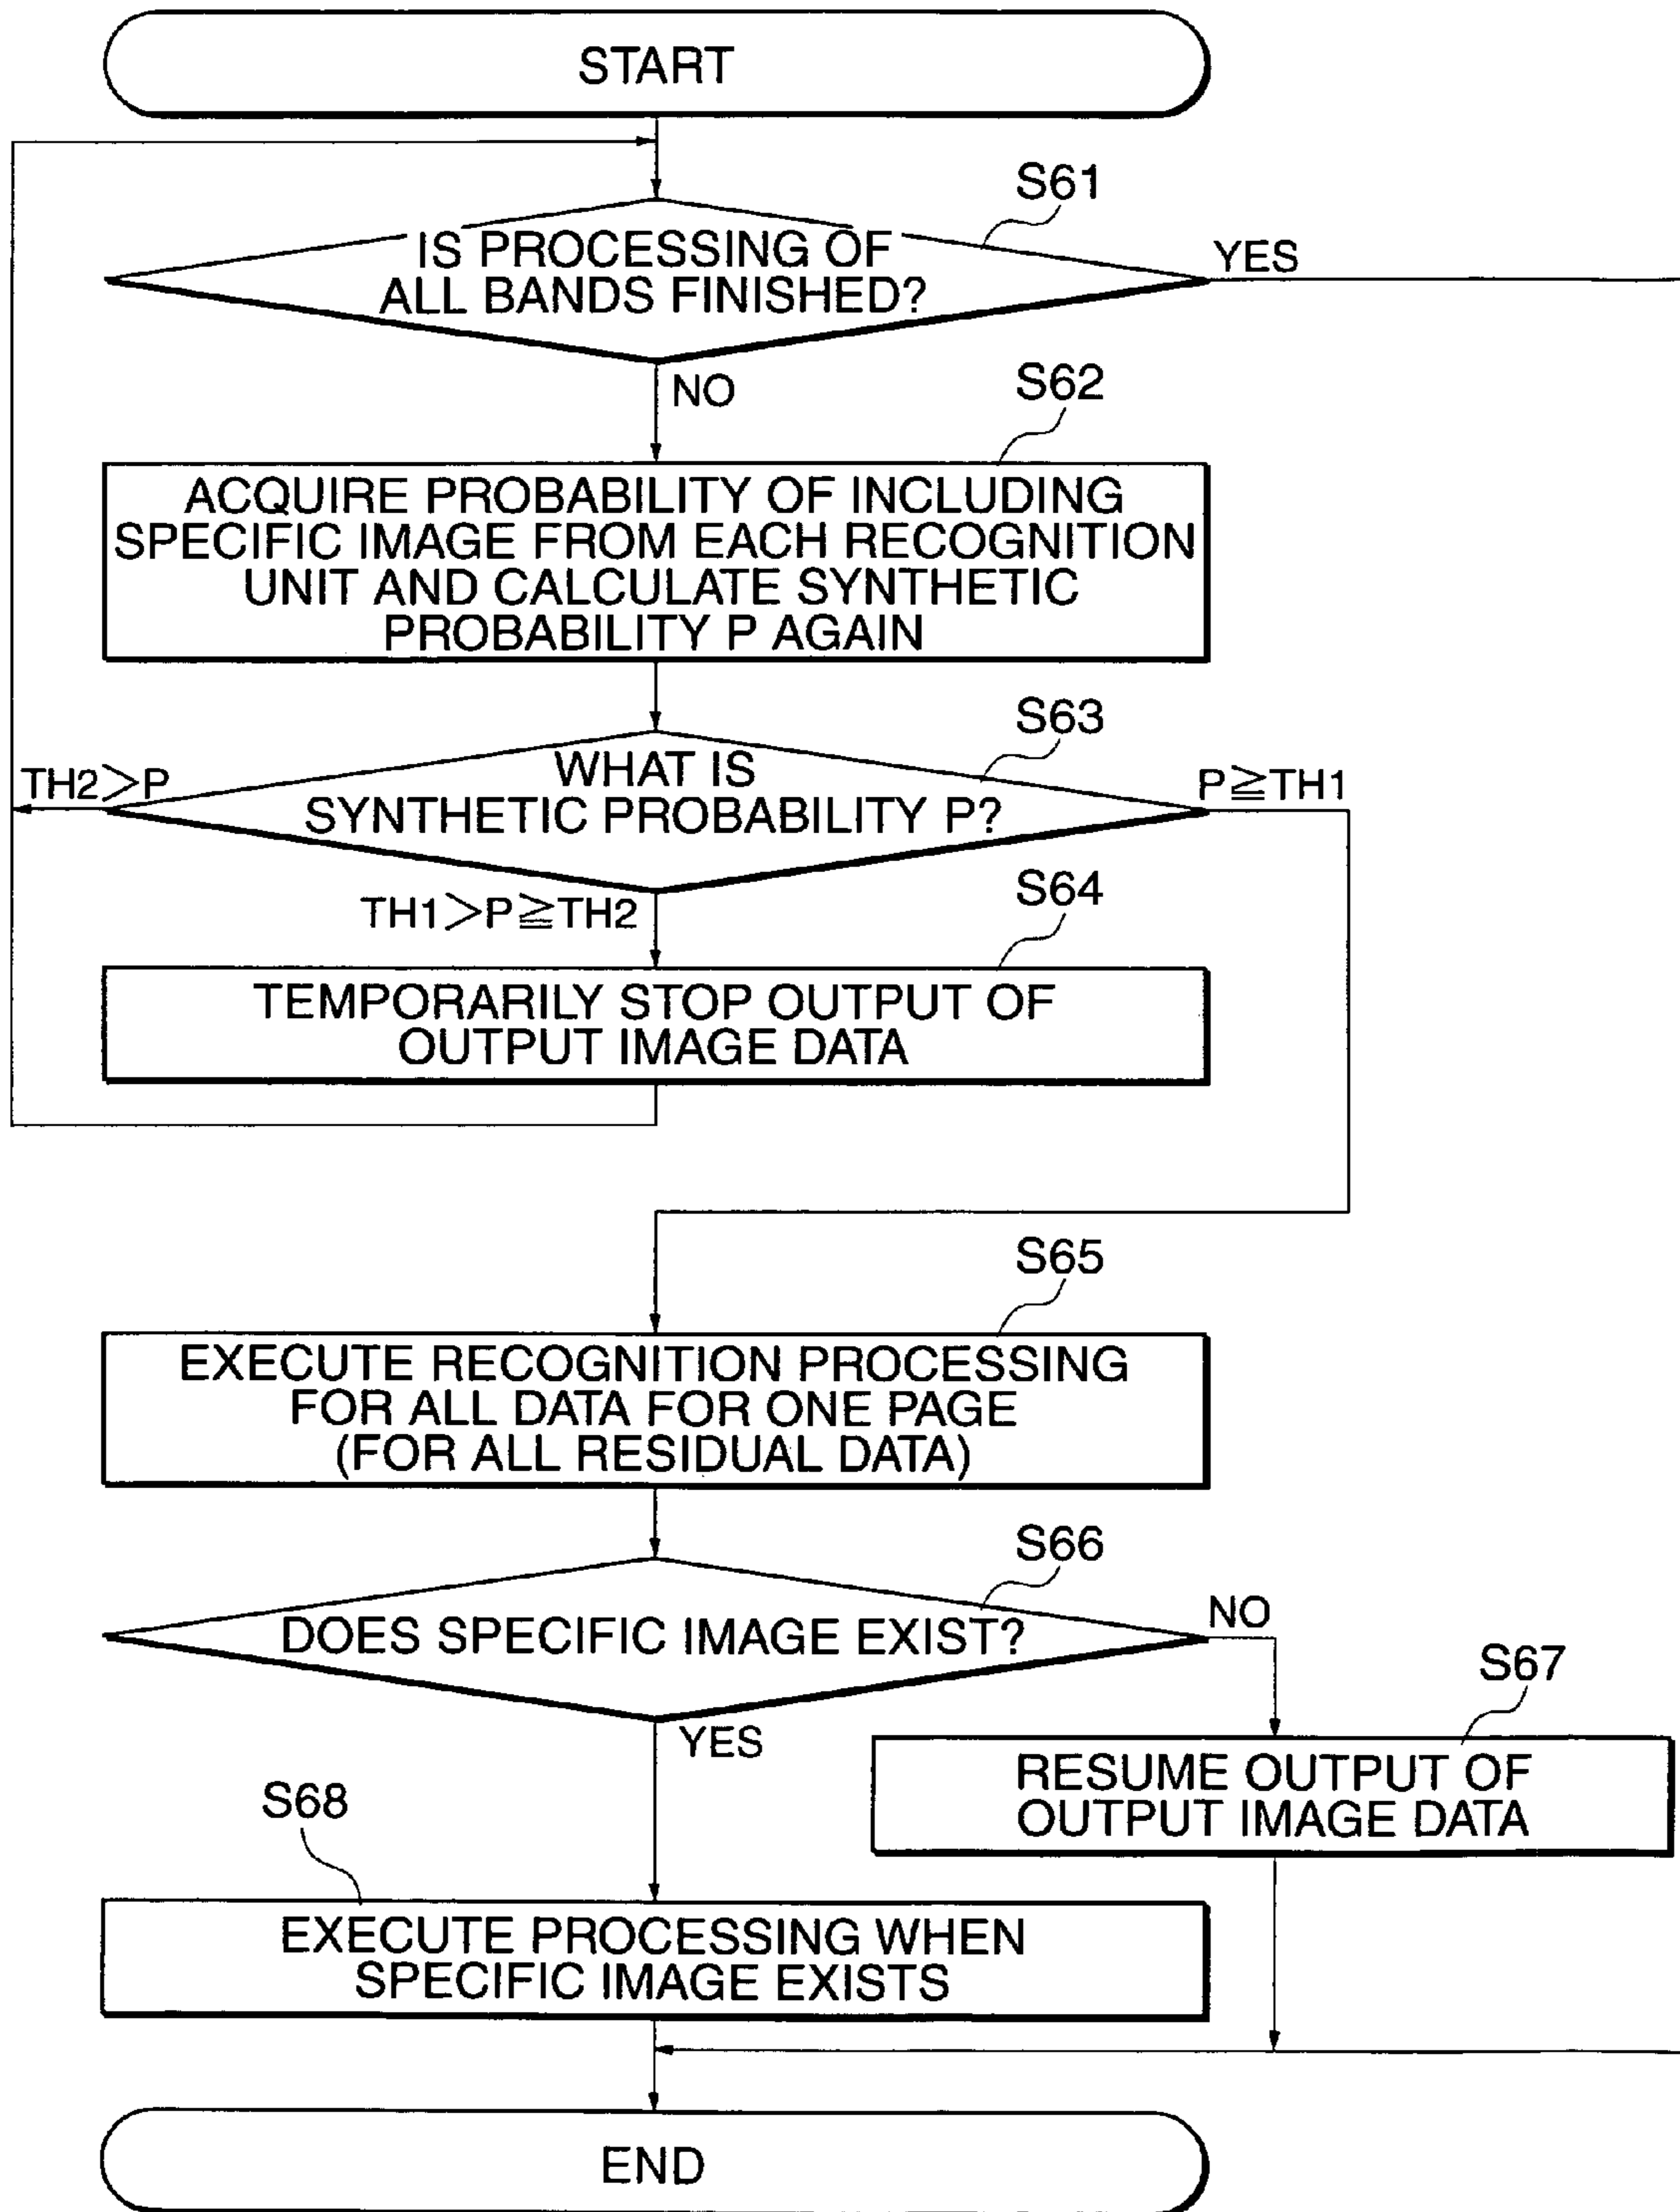 START
S61
IS PROCESSING OF
ALL BANDS FINISHED?
YES
NO
S62
ACQUIRE PROBABILITY OF INCLUDING
SPECIFIC IMAGE FROM EACH RECOGNITION
UNIT AND CALCULATE SYNTHETIC
PROBABILITY P AGAIN
S63
WHAT IS
SYNTHETIC PROBABILITY P?
TH2>P
P≧TH1
TH1>P≧TH2
S64
TEMPORARILY STOP OUTPUT OF
OUTPUT IMAGE DATA
S65
EXECUTE RECOGNITION PROCESSING
FOR ALL DATA FOR ONE PAGE
(FOR ALL RESIDUAL DATA)
S66
DOES SPECIFIC IMAGE EXIST?
NO
YES
S67
RESUME OUTPUT OF
OUTPUT IMAGE DATA
S68
EXECUTE PROCESSING WHEN
SPECIFIC IMAGE EXISTS
END